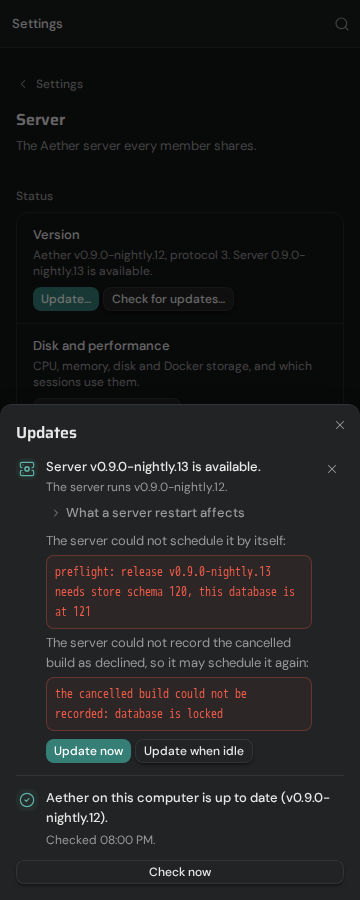 Settings
Settings
Server
The Aether server every member shares.
Status
Version
Aether v0.9.0-nightly.12, protocol 3. Server 0.9.0-
nightly.13 is available.
Update...
Check for updates...
Disk and performance
CPU, memory, disk and Docker storage, and which
sessions use them.
Updates
Server v0.9.0-nightly.13 is available.
The server runs v0.9.0-nightly.12.
What a server restart affects
The server could not schedule it by itself:
preflight: release v0.9.0-nightly.13
needs store schema 120, this database is
at 121
The server could not record the cancelled
build as declined, so it may schedule it again:
the cancelled build could not be
recorded: database is locked
Update now
Update when idle
Aether on this computer is up to date (v0.9.0-
nightly.12).
Checked 08:00 PM.
Check now